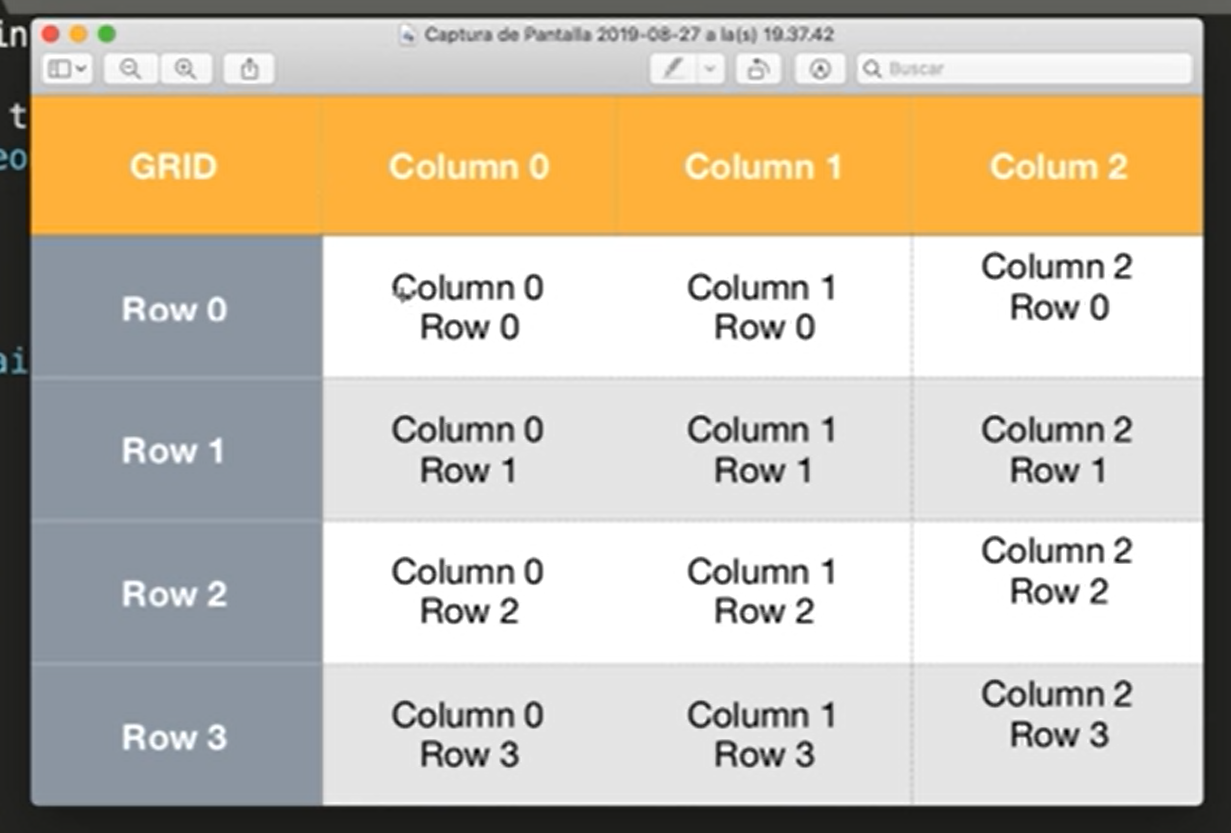 in
Captura de Pantalla 2019-08-27 a la(s) 19.37.42
Buscar
t
eo
ai
GRID Column 0 Column 1 Colum 2
Row 0
Column 0
Row 0
Column 1
Row 0
Column 2
Row 0
Row 1
Column 0
Row 1
Column 1
Row 1
Column 2
Row 1
Row 2
Column 0
Row 2
Column 1
Row 2
Column 2
Row 2
Row 3
Column 0
Row 3
Column 1
Row 3
Column 2
Row 3